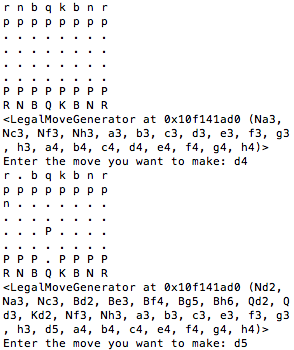 r n b q k b n r
p p p p p p p p
. . . . . . . .
. . . . . . . .
. . . . . . . .
. . . . . . . .
P P P P P P P P
R N B Q K B N R
<LegalMoveGenerator at 0x10f141ad0 (Na3,
Nc3, Nf3, Nh3, a3, b3, c3, d3, e3, f3, g3
, h3, a4, b4, c4, d4, e4, f4, g4, h4)>
Enter the move you want to make: d4
r . b q k b n r
p p p p p p p p
n . . . . . . .
. . . . . . . .
. . . P . . . .
. . . . . . . .
P P P . P P P P
R N B Q K B N R
<LegalMoveGenerator at 0x10f141ad0 (Nd2,
Na3, Nc3, Bd2, Be3, Bf4, Bg5, Bh6, Qd2, Q
d3, Kd2, Nf3, Nh3, a3, b3, c3, e3, f3, g3
, h3, d5, a4, b4, c4, e4, f4, g4, h4)>
Enter the move you want to make: d5